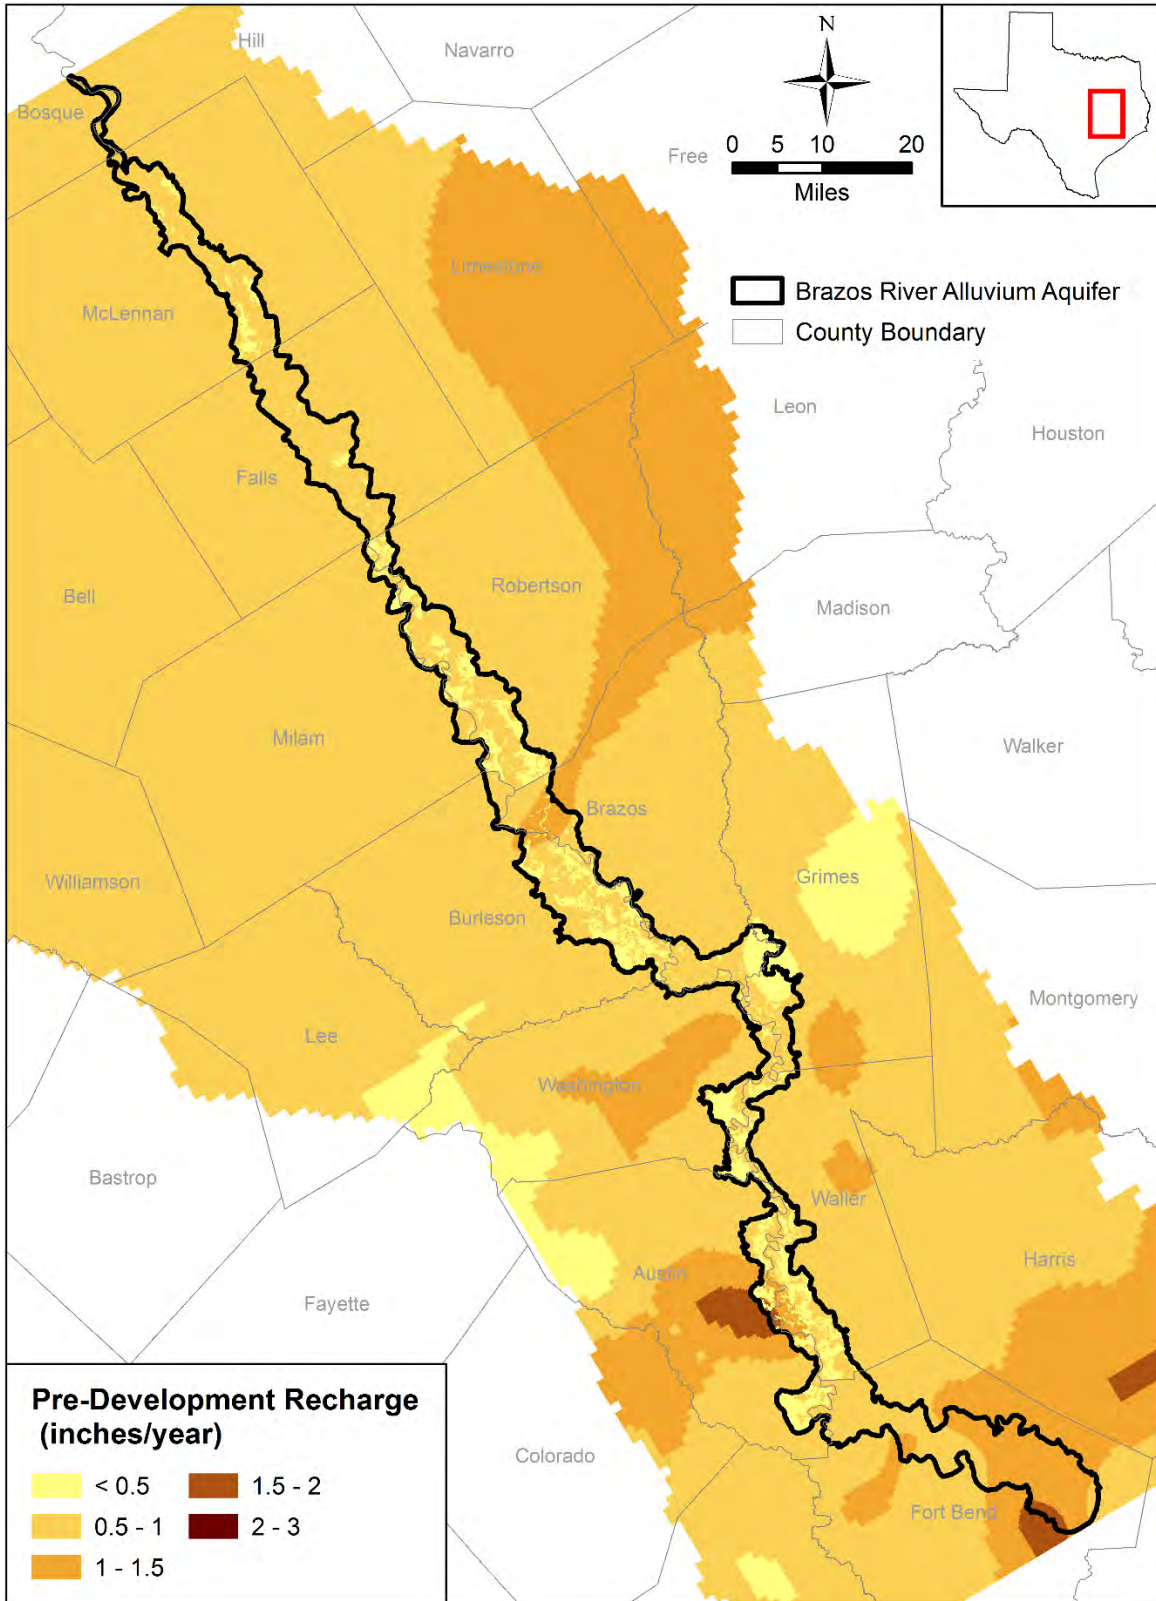 Hill
Navarro
N
Bosque
0 5 10 20
Miles
Free
Limestone
Brazos River Alluvium Aquifer
County Boundary
McLennan
Leon
Houston
Falls
Bell
Robertson
Madison
Milam
Walker
Brazos
Williamson
Grimes
Burleson
Montgomery
Lee
Washington
Bastrop
Waller
Harris
Austin
Fayette
Pre-Development Recharge
(inches/year)
< 0.5
1.5 - 2
0.5 - 1
2 - 3
1 - 1.5
Colorado
Fort Bend